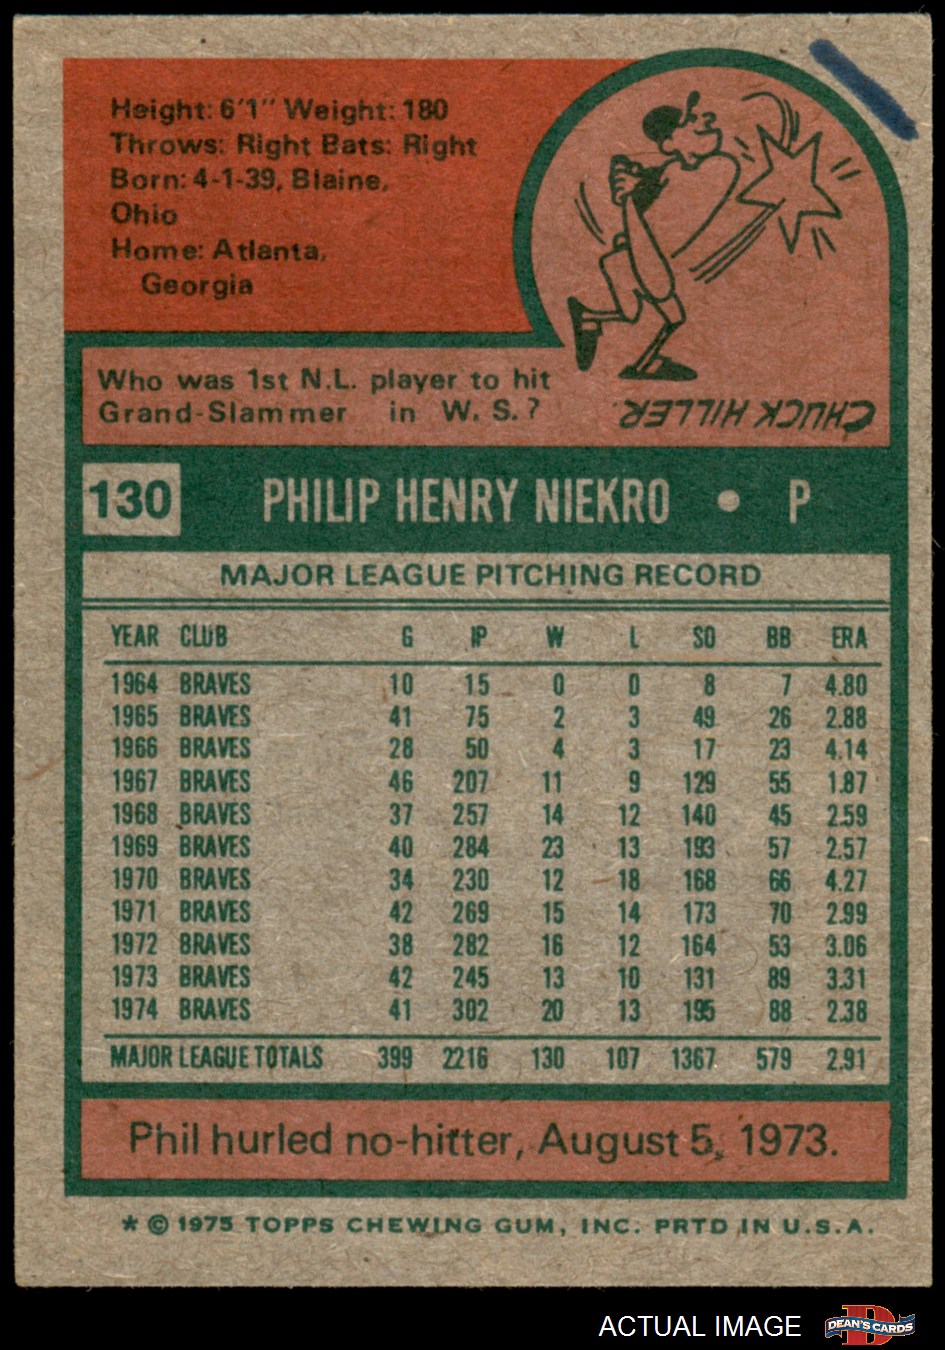 Height: 6'1" Weight: 180
Throws: Right Bats: Right
Born: 4-1-39, Blaine,
Ohio
Home: Atlanta,
Georgia
Who was 1st N.L. player to hit
Grand-Slammer in W. S.?
CHUCK HILLER.
130 PHILIP HENRY NIEKRO • P
MAJOR LEAGUE PITCHING RECORD
YEAR CLUB G IP W L SO BB ERA
1964 BRAVES 10 15 0 0 8 7 4.80
1965 BRAVES 41 75 2 3 49 26 2.88
1966 BRAVES 28 50 4 3 17 23 4.14
1967 BRAVES 46 207 11 9 129 55 1.87
1968 BRAVES 37 257 14 12 140 45 2.59
1969 BRAVES 40 284 23 13 193 57 2.57
1970 BRAVES 34 230 12 18 168 66 4.27
1971 BRAVES 42 269 15 14 173 70 2.99
1972 BRAVES 38 282 16 12 164 53 3.06
1973 BRAVES 42 245 13 10 131 89 3.31
1974 BRAVES 41 302 20 13 195 88 2.38
MAJOR LEAGUE TOTALS 399 2216 130 107 1367 579 2.91
Phil hurled no-hitter, August 5, 1973.
* © 1975 TOPPS CHEWING GUM, INC. PRTD IN U.S.A.
ACTUAL IMAGE DEAN'S CARDS